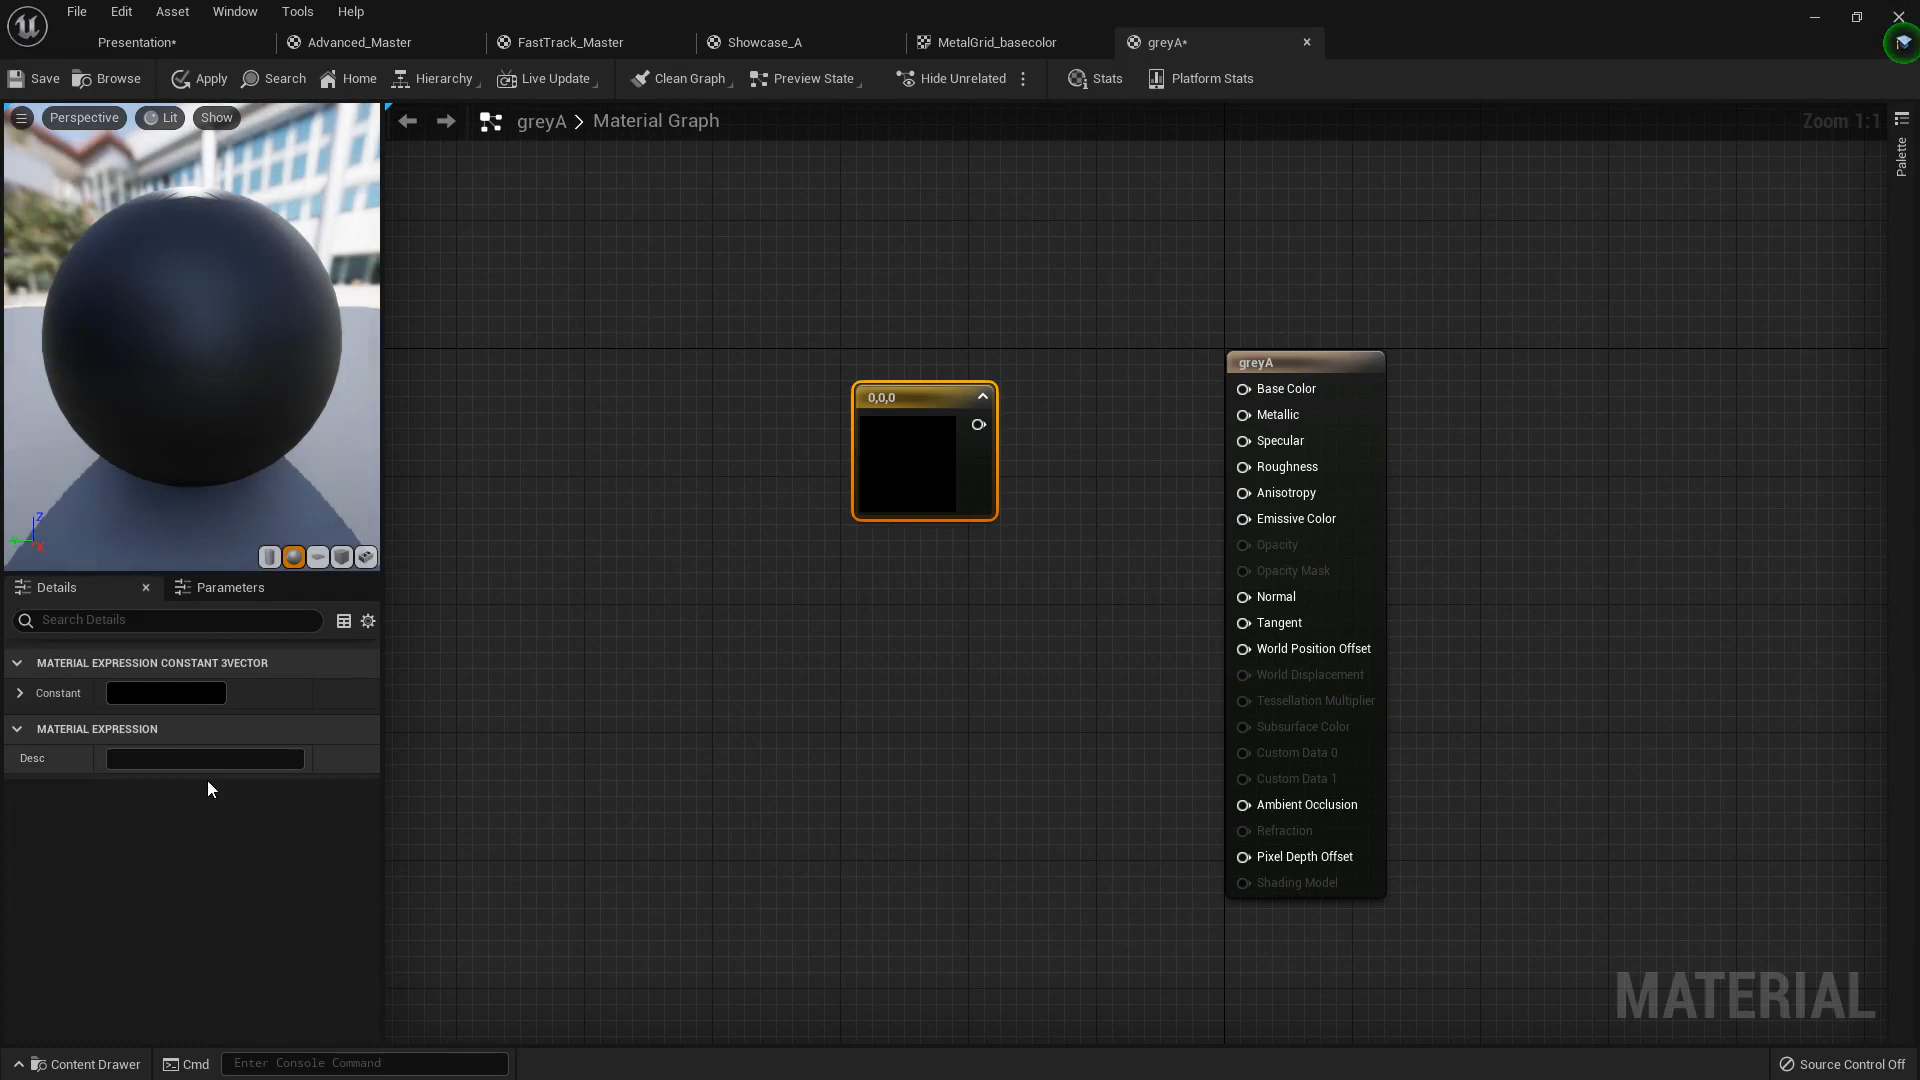 File Edit Asset Window Tools Help
Presentation* Advanced_Master FastTrack_Master Showcase_A MetalGrid_basecolor greyA*
Save Browse Apply Search Home Hierarchy Live Update Clean Graph Preview State Hide Unrelated Stats Platform Stats
Perspective Lit Show
greyA > Material Graph
Zoom 1:1
Palette
0,0,0
greyA
Base Color
Metallic
Specular
Roughness
Anisotropy
Emissive Color
Opacity
Opacity Mask
Normal
Tangent
World Position Offset
World Displacement
Tessellation Multiplier
Subsurface Color
Custom Data 0
Custom Data 1
Ambient Occlusion
Refraction
Pixel Depth Offset
Shading Model
Z
X
Details Parameters
Search Details
MATERIAL EXPRESSION CONSTANT 3VECTOR
Constant
MATERIAL EXPRESSION
Desc
MATERIAL
Content Drawer Cmd Enter Console Command Source Control Off